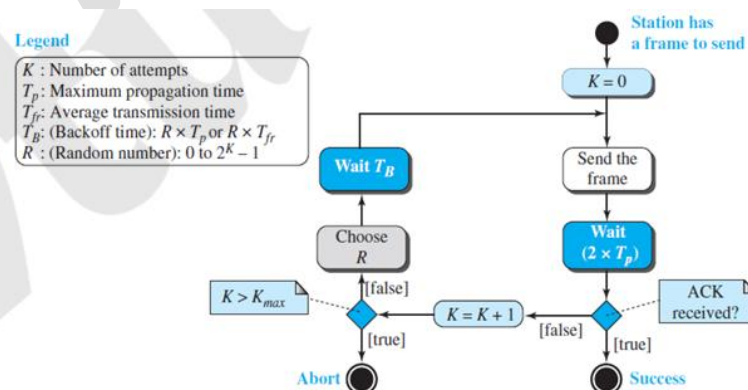 Station has
a frame to send
Legend
K : Number of attempts
Tp: Maximum propagation time
Tfr: Average transmission time
TB: (Backoff time): R × Tp or R × Tfr
R : (Random number): 0 to 2^K – 1
K = 0
Wait TB
Send the
frame
Choose
R
Wait
(2 × Tp)
[false]
K > Kmax
K = K + 1
ACK
received?
[false]
[true]
[true]
Abort
Success